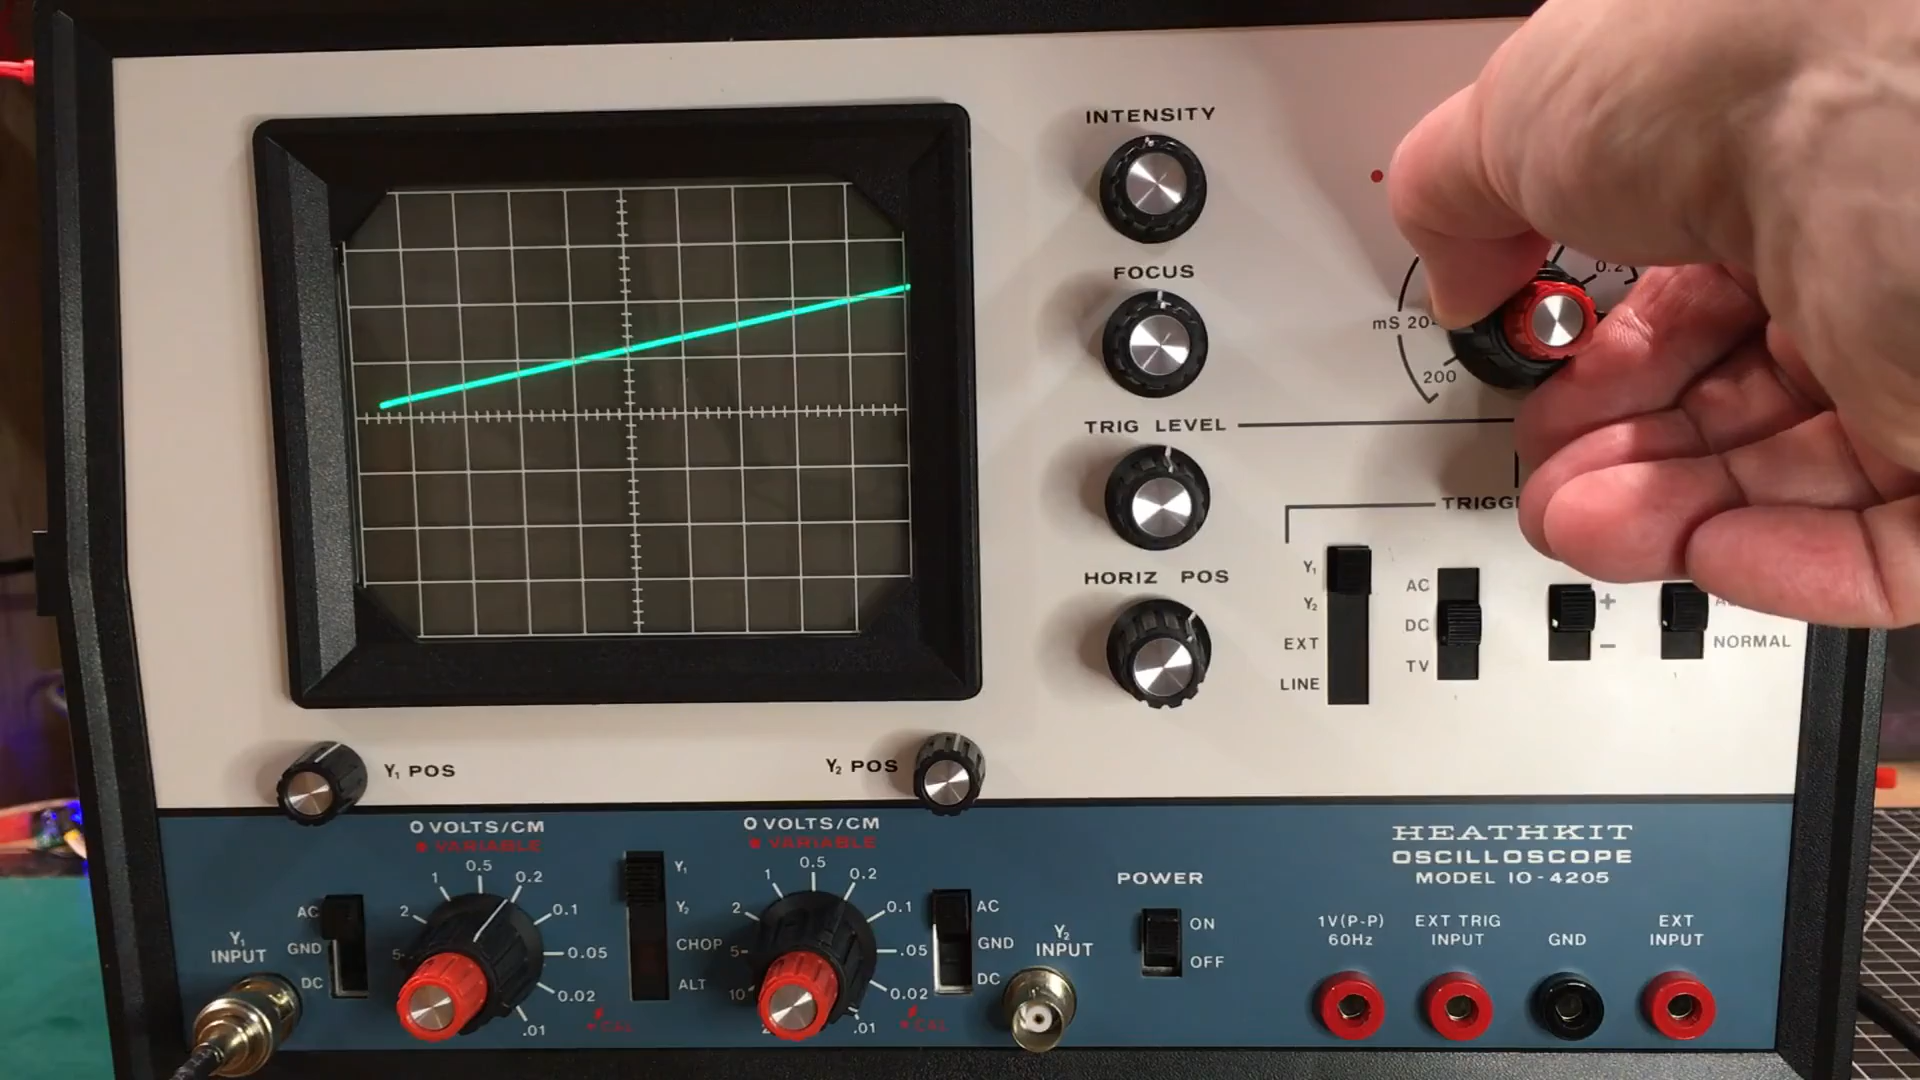 INTENSITY
FOCUS
0.2
mS 20
200
TRIG LEVEL
HORIZ POS
Y1
Y2
EXT
LINE
AC
DC
TV
+
−
NORMAL
Y1 POS
Y2 POS
VOLTS/CM
VARIABLE
0.5
1
0.2
2
0.1
5
0.05
0.02
.01
CAL
AC
GND
DC
Y1
INPUT
Y1
Y2
CHOP
ALT
VOLTS/CM
VARIABLE
0.5
1
0.2
2
0.1
5
.05
10
0.02
.01
CAL
AC
GND
DC
Y2
INPUT
POWER
ON
OFF
HEATHKIT
OSCILLOSCOPE
MODEL IO-4205
1V(P-P)
60Hz
EXT TRIG
INPUT
GND
EXT
INPUT